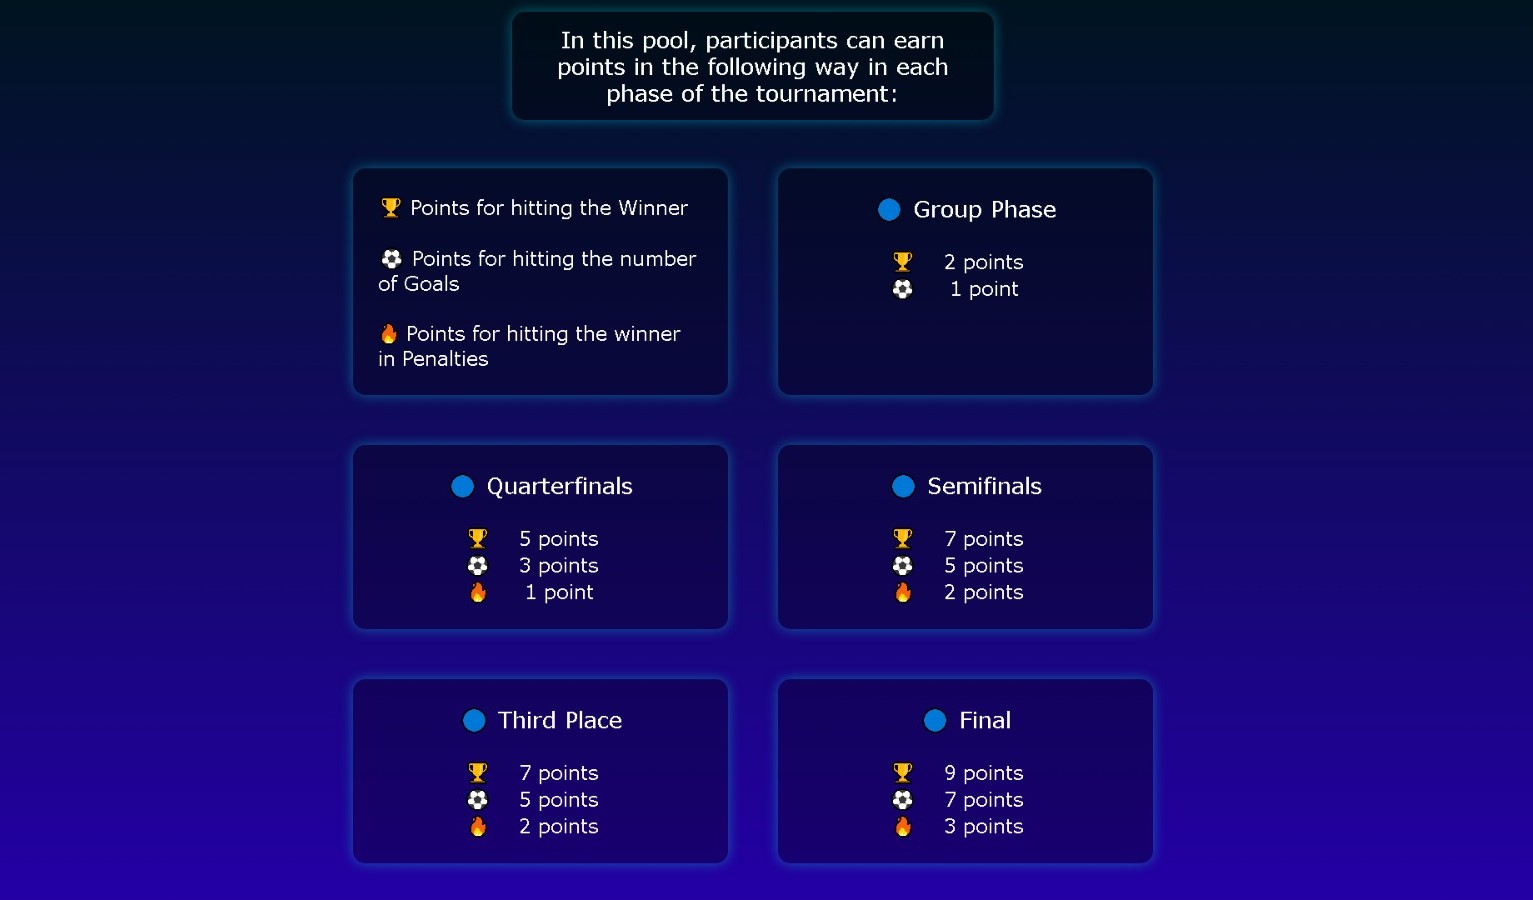 In this pool, participants can earn
points in the following way in each
phase of the tournament:
🏆 Points for hitting the Winner
⚽ Points for hitting the number
of Goals
🔥 Points for hitting the winner
in Penalties
🔵 Group Phase
🏆 2 points
⚽ 1 point
🔵 Quarterfinals
🏆 5 points
⚽ 3 points
🔥 1 point
🔵 Semifinals
🏆 7 points
⚽ 5 points
🔥 2 points
🔵 Third Place
🏆 7 points
⚽ 5 points
🔥 2 points
🔵 Final
🏆 9 points
⚽ 7 points
🔥 3 points